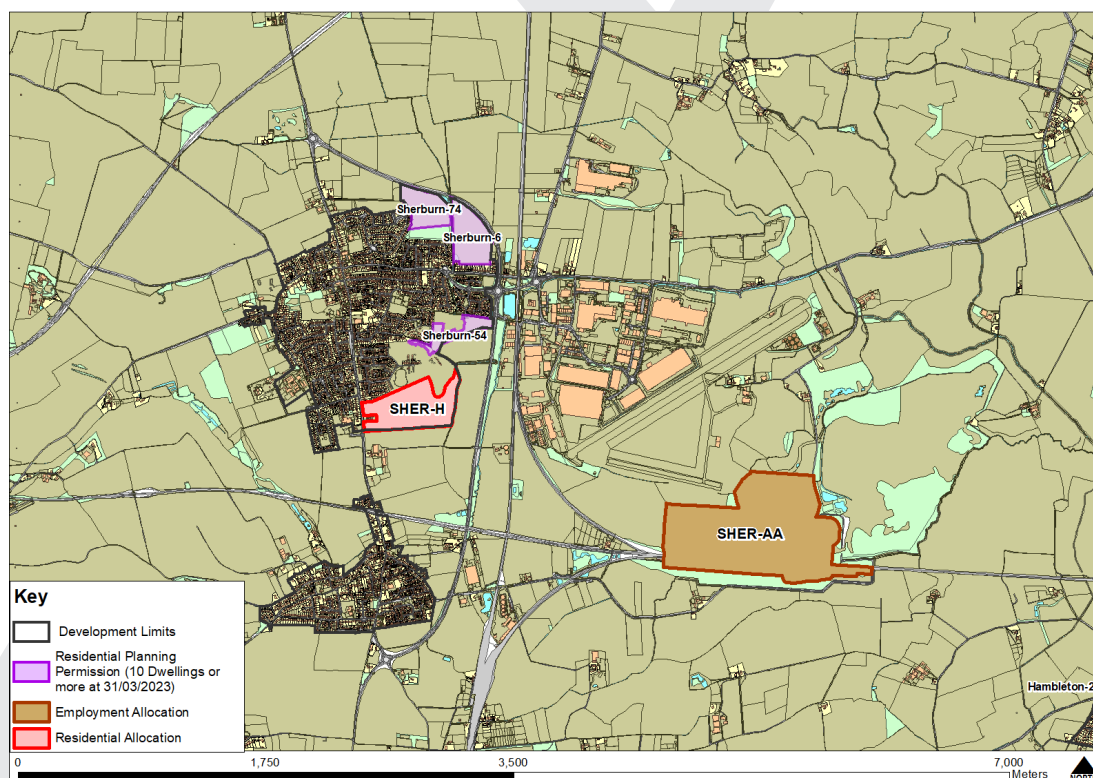 Sherburn-74
Sherburn-6
Sherburn-54
SHER-H
SHER-AA
Hambleton-2
Key
Development Limits
Residential Planning
Permission (10 Dwellings or
more at 31/03/2023)
Employment Allocation
Residential Allocation
0 1,750 3,500 7,000
Meters
NORTH